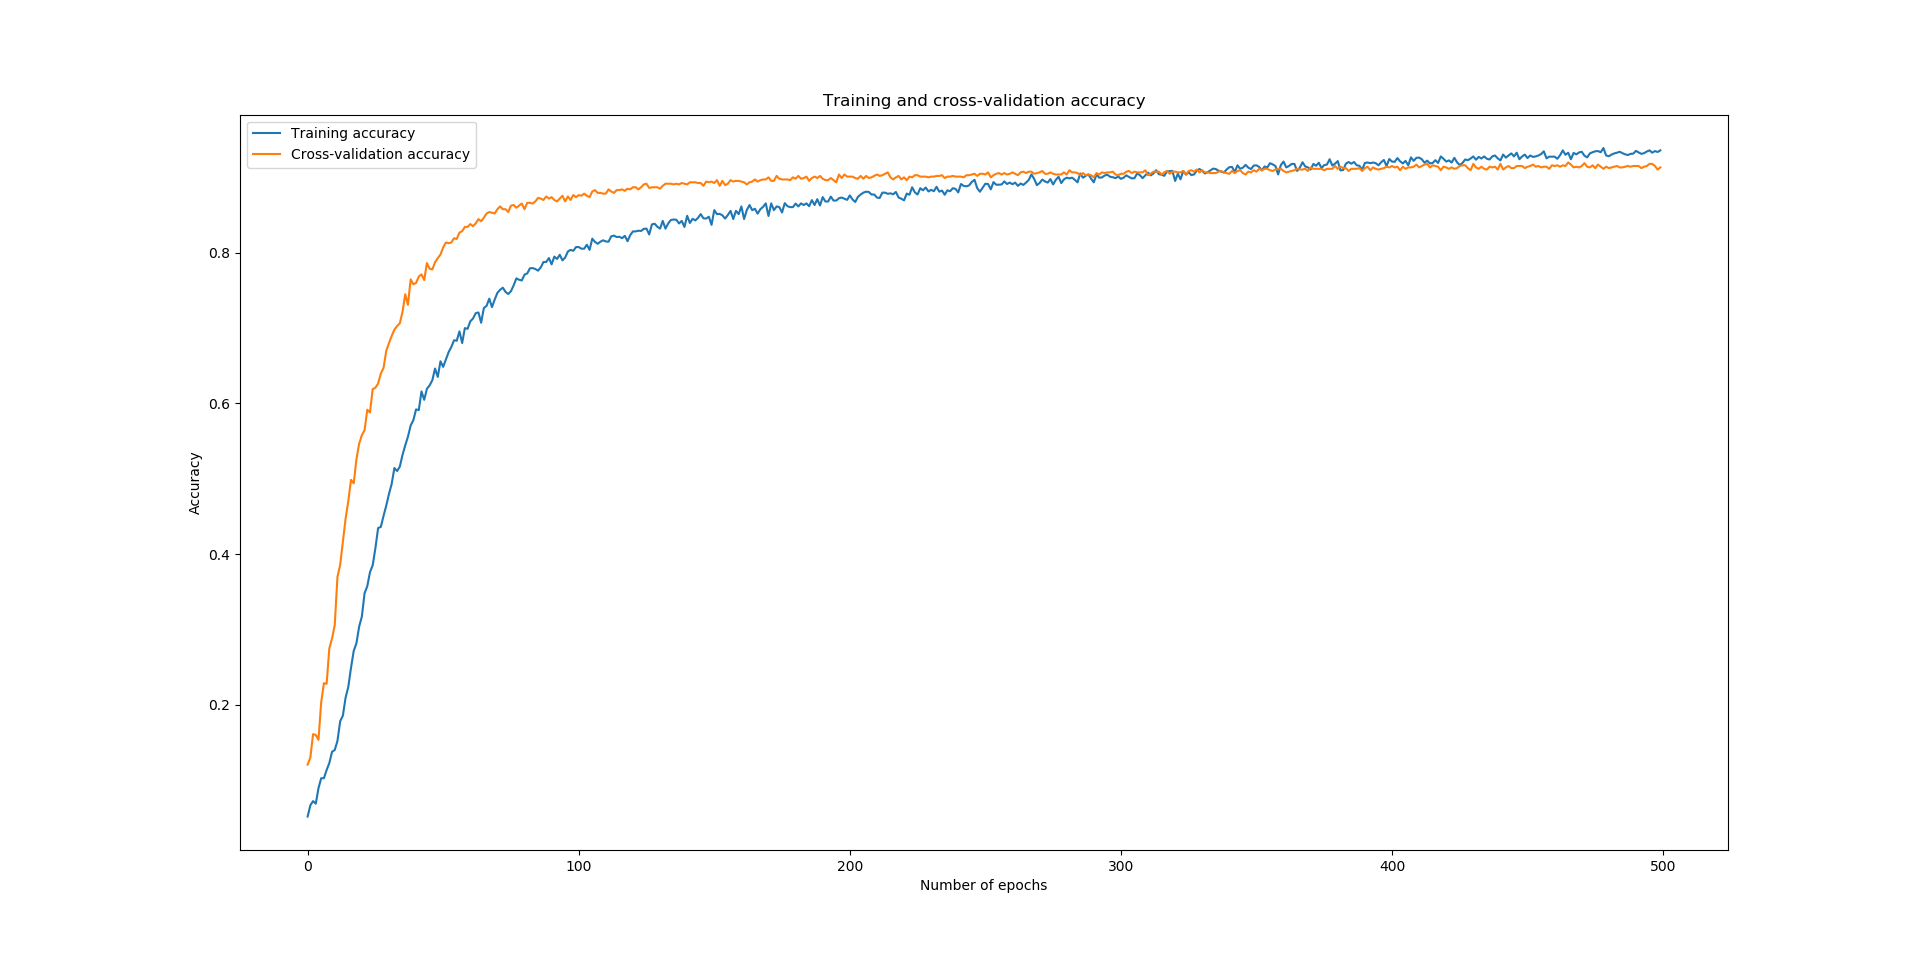 Training and cross-validation accuracy
Training accuracy
Cross-validation accuracy
0.8
0.6
0.4
0.2
Accuracy
0 100 200 300 400 500
Number of epochs